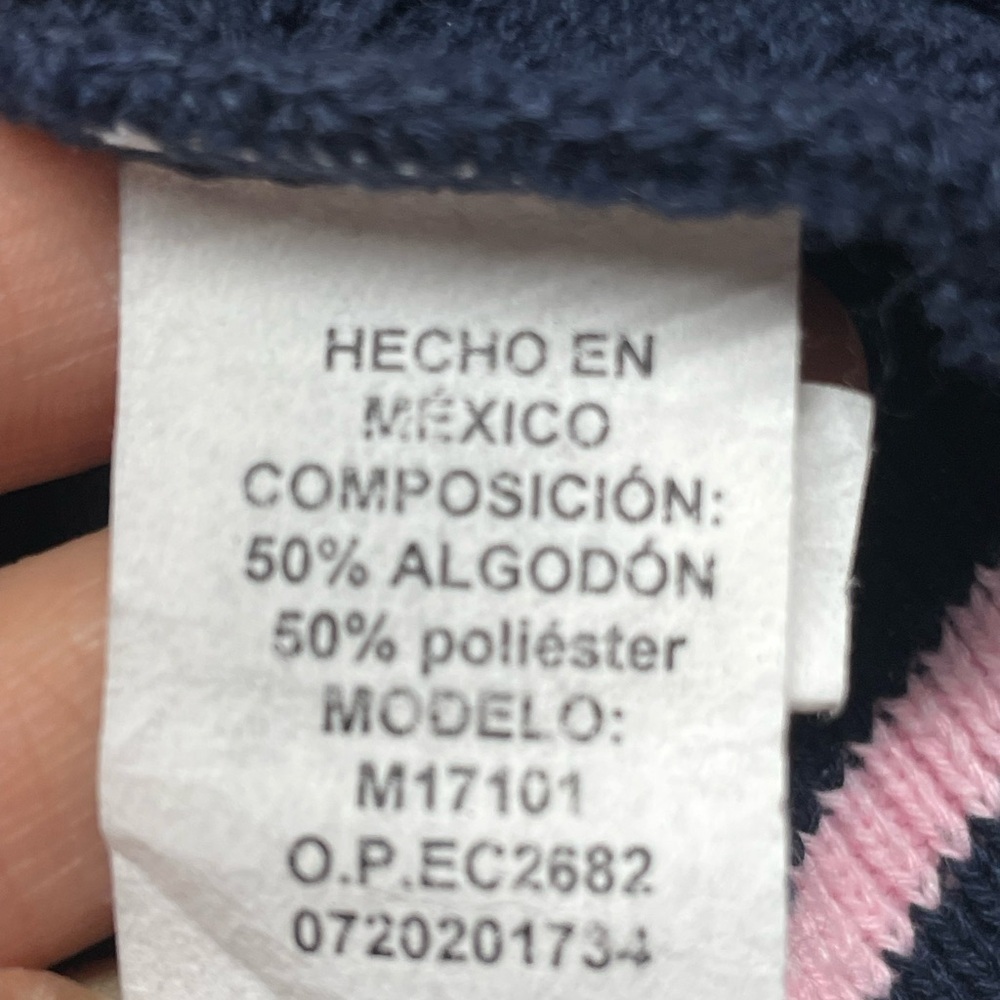 HECHO EN
MÉXICO
COMPOSICIÓN:
50% ALGODÓN
50% poliéster
MODELO:
M17101
O.P.EC2682
0720201734